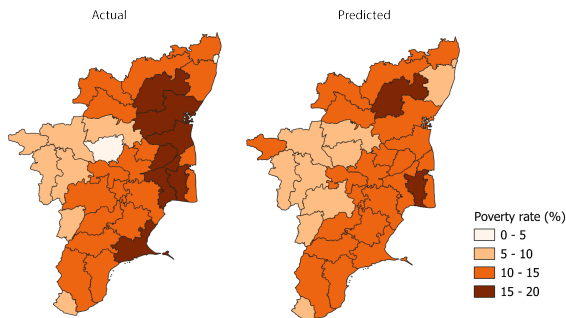 Actual
Predicted
Poverty rate (%)
0 - 5
5 - 10
10 - 15
15 - 20